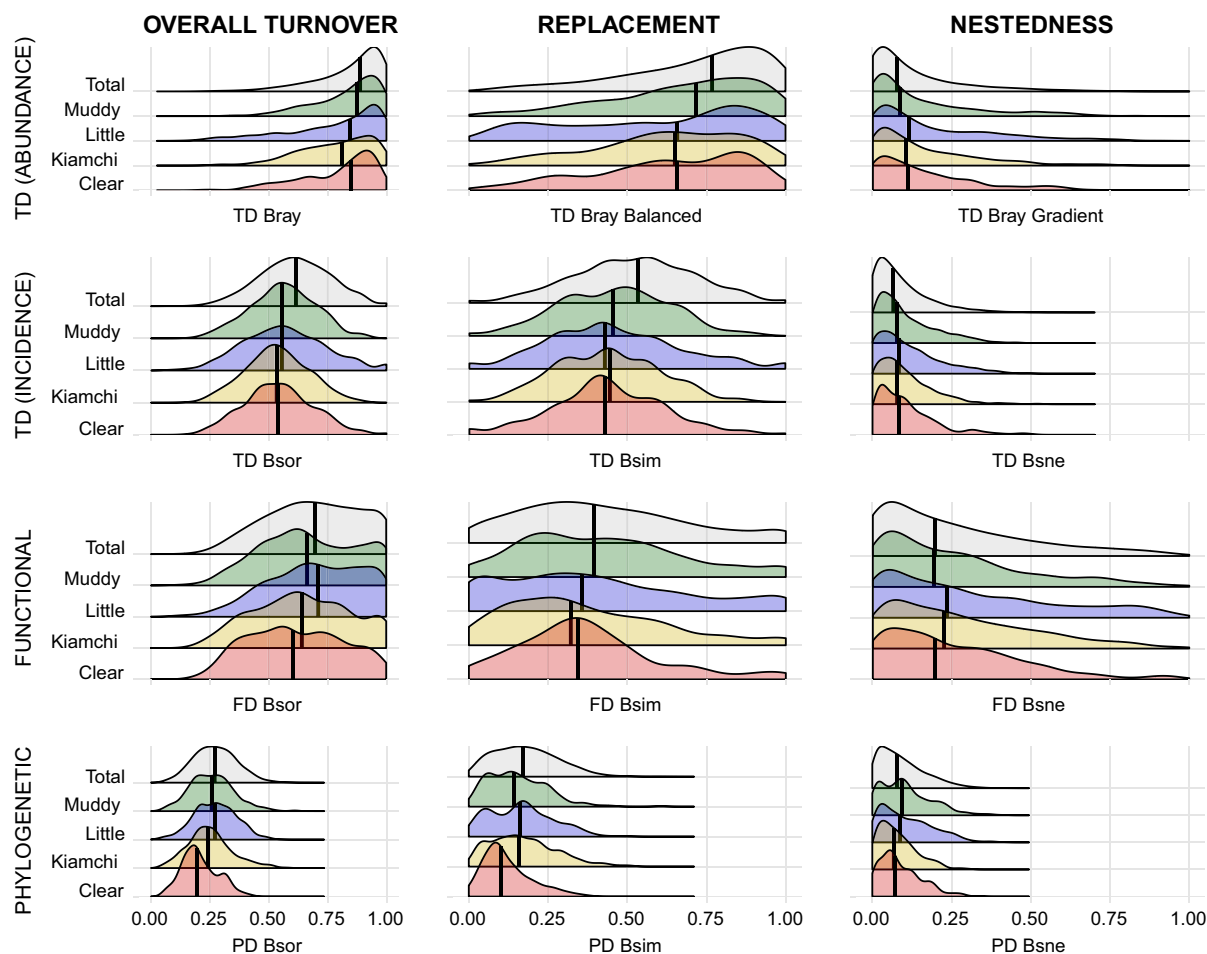 OVERALL TURNOVER REPLACEMENT NESTEDNESS
TD (ABUNDANCE)
Total
Muddy
Little
Kiamchi
Clear
TD Bray TD Bray Balanced TD Bray Gradient
TD (INCIDENCE)
Total
Muddy
Little
Kiamchi
Clear
TD Bsor TD Bsim TD Bsne
FUNCTIONAL
Total
Muddy
Little
Kiamchi
Clear
FD Bsor FD Bsim FD Bsne
PHYLOGENETIC
Total
Muddy
Little
Kiamchi
Clear
0.00 0.25 0.50 0.75 1.00 0.00 0.25 0.50 0.75 1.00 0.00 0.25 0.50 0.75 1.00
PD Bsor PD Bsim PD Bsne